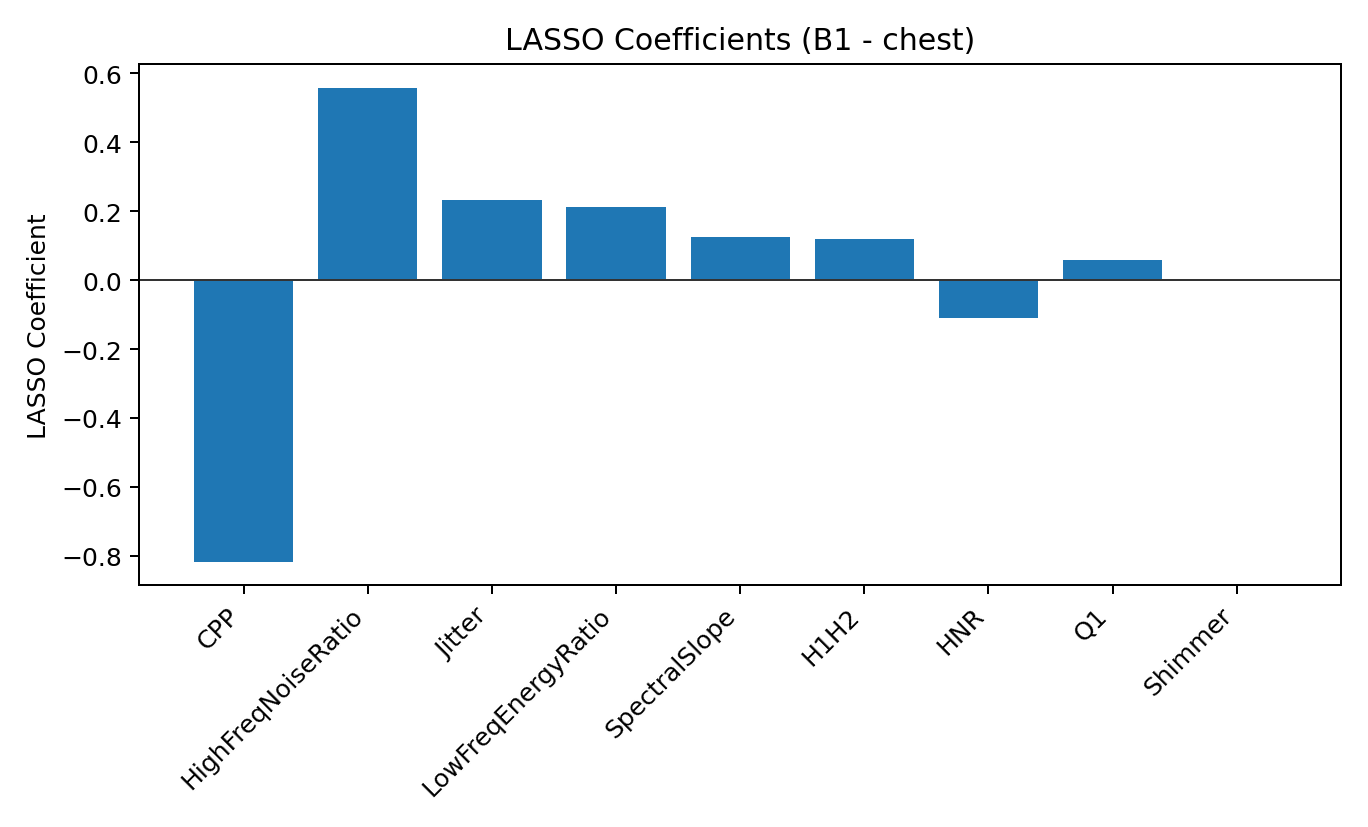 LASSO Coefficients (B1 - chest)
LASSO Coefficient
0.6
0.4
0.2
0.0
−0.2
−0.4
−0.6
−0.8
CPP
HighFreqNoiseRatio
Jitter
LowFreqEnergyRatio
SpectralSlope
H1H2
HNR
Q1
Shimmer